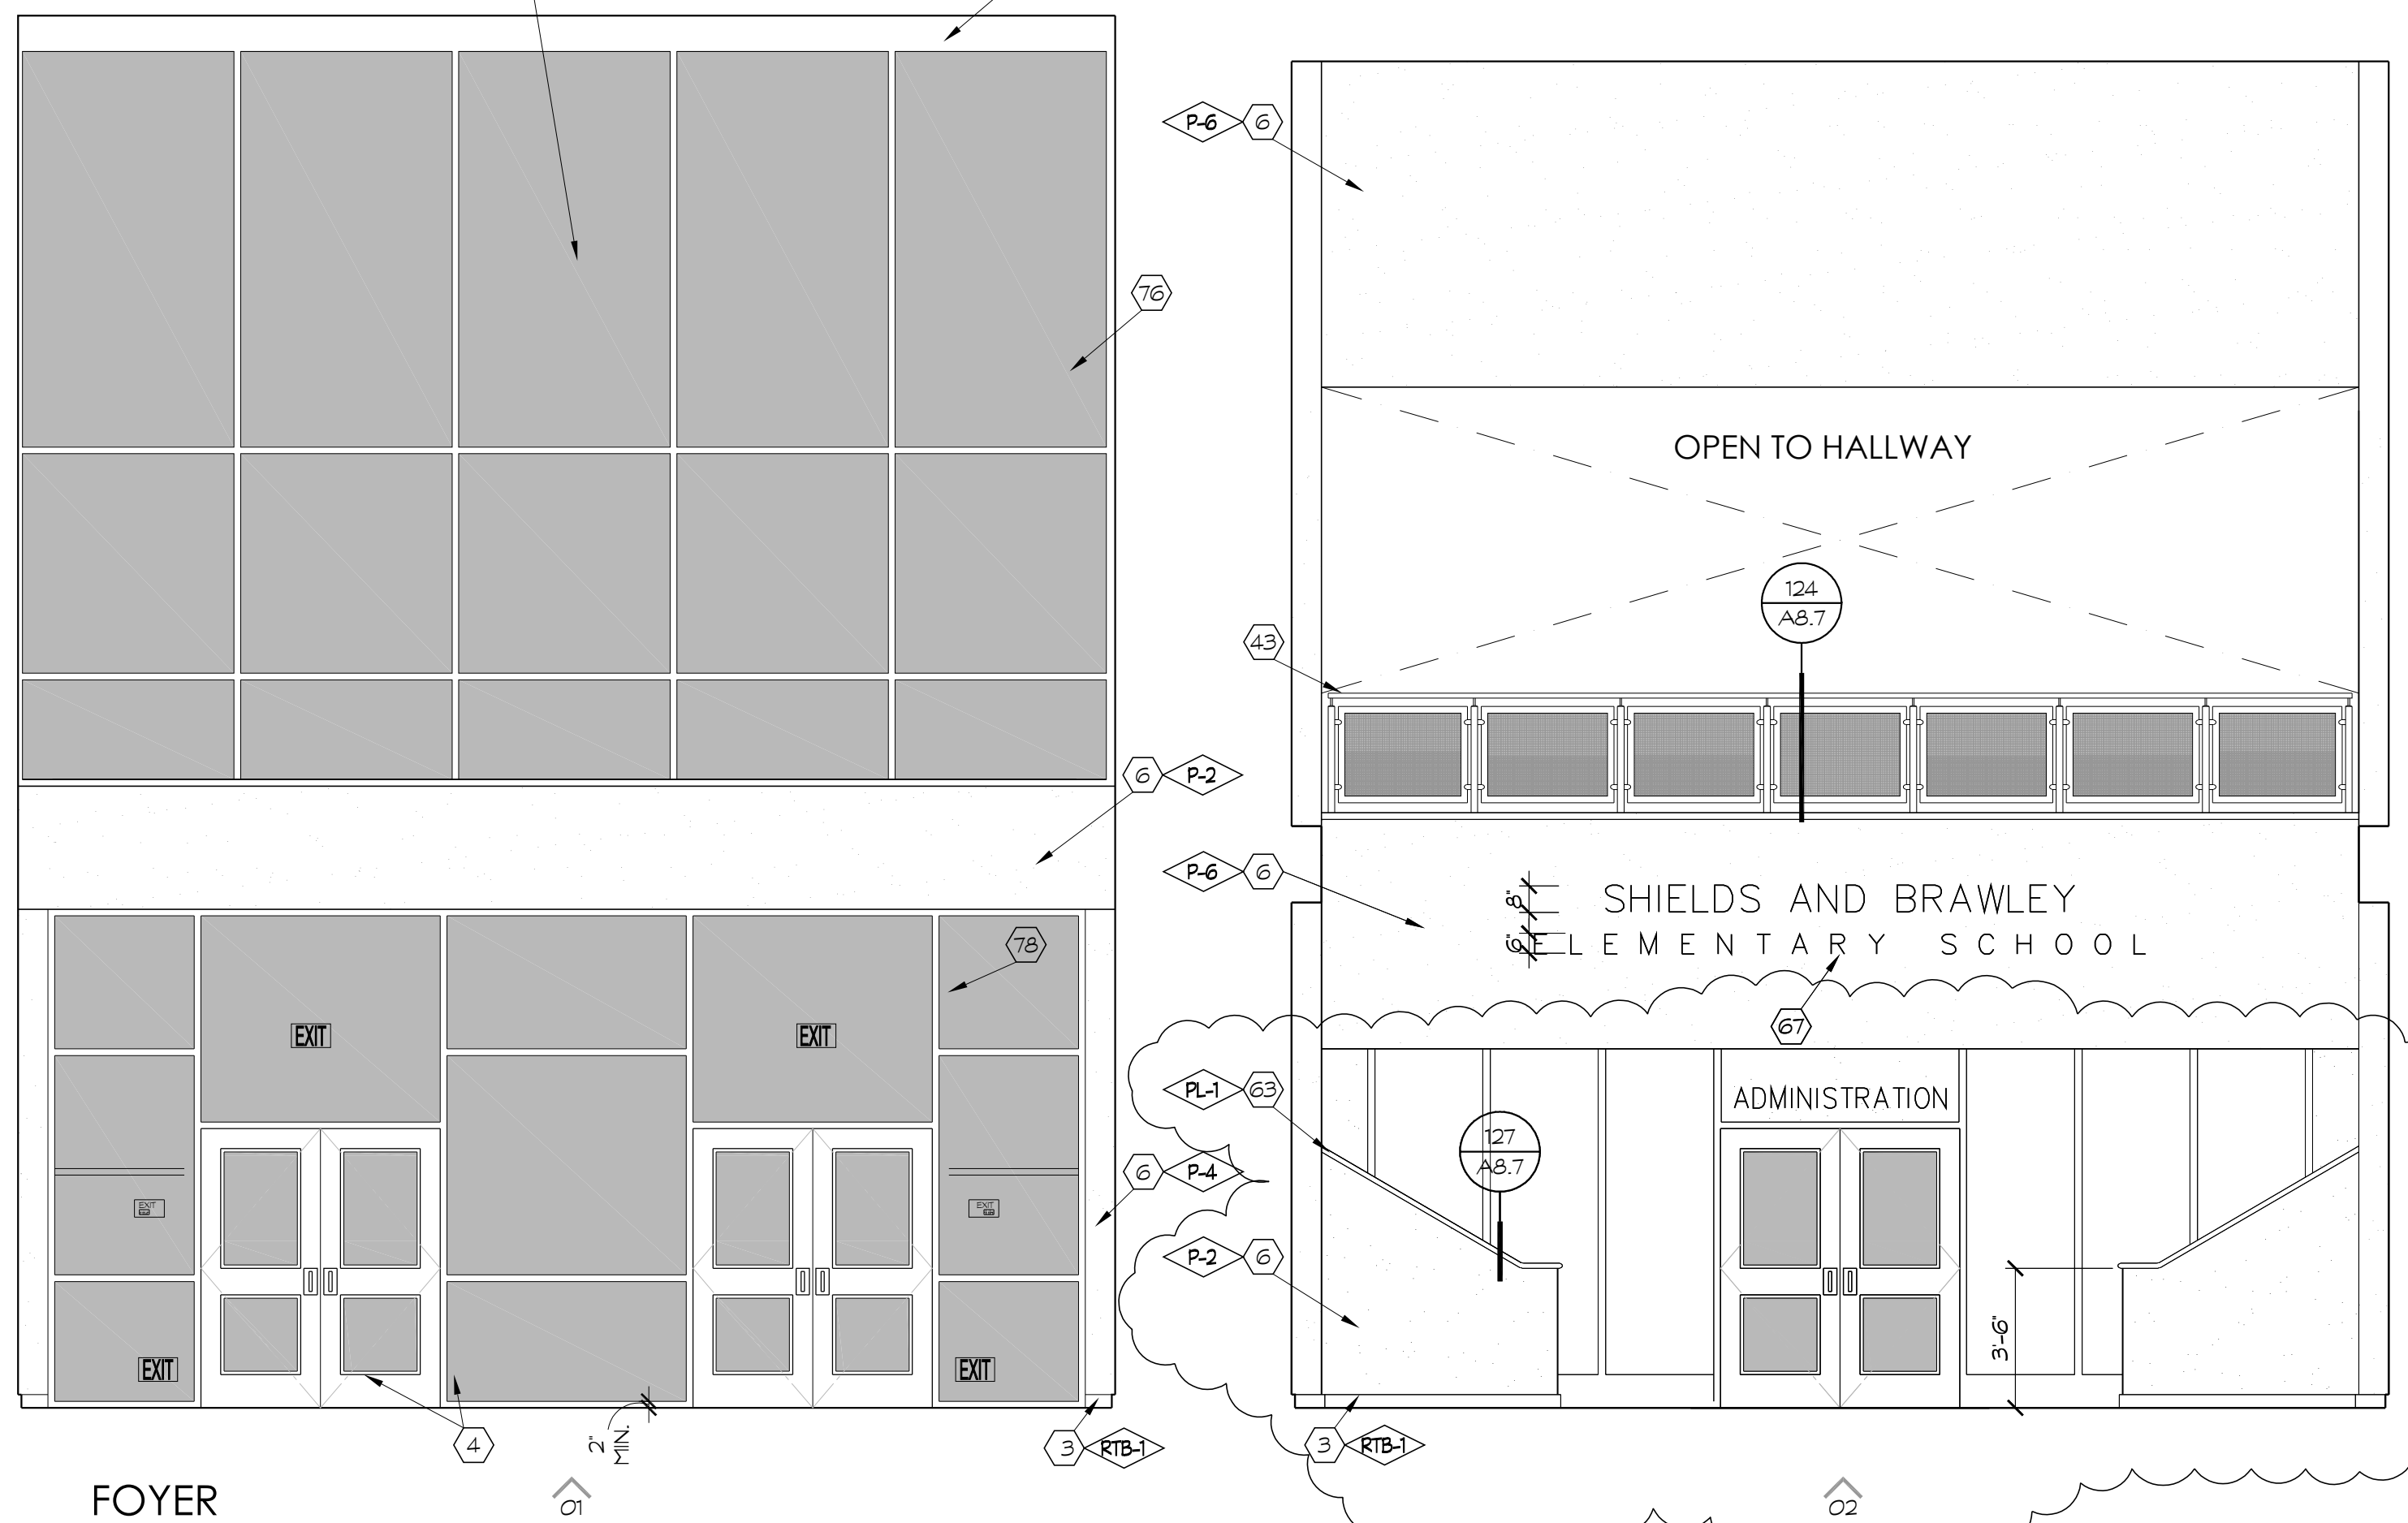 P-6 6
76
OPEN TO HALLWAY
124
A8.7
43
6 P-2
P-6 6
8"
SHIELDS AND BRAWLEY
6"
ELEMENTARY SCHOOL
78
67
EXIT
EXIT
PL-1 63
ADMINISTRATION
127
A8.7
6 P-4
EXIT
EXIT
P-2 6
3'-6"
EXIT
EXIT
4
2"
MIN.
3 RTB-1
3 RTB-1
FOYER
01
02